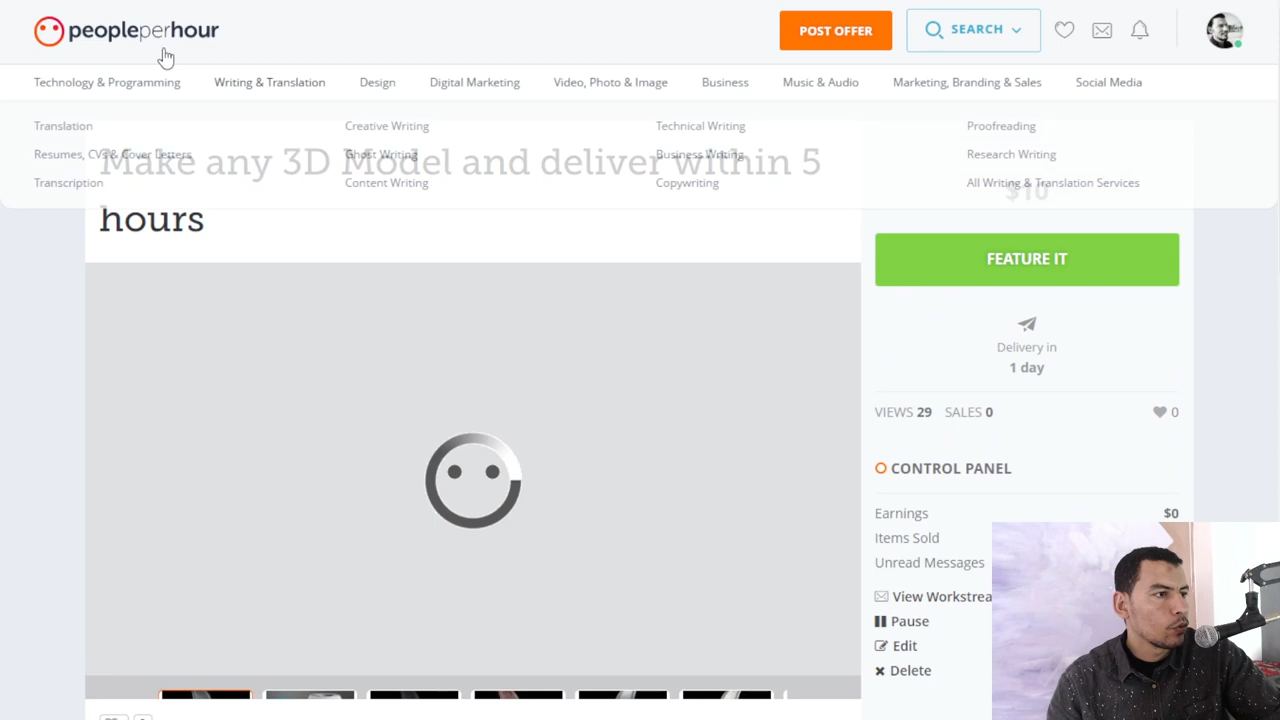 peopleperhour
POST OFFER
SEARCH
Technology & Programming
Writing & Translation
Design
Digital Marketing
Video, Photo & Image
Business
Music & Audio
Marketing, Branding & Sales
Social Media
Translation
Creative Writing
Technical Writing
Proofreading
Resumes, CVs & Cover Letters
Ghost Writing
Business Writing
Research Writing
Transcription
Content Writing
Copywriting
All Writing & Translation Services
Make any 3D Model and deliver within 5
hours
$10
FEATURE IT
Delivery in
1 day
VIEWS 29 SALES 0
0
CONTROL PANEL
Earnings $0
Items Sold
Unread Messages
View Workstrea
Pause
Edit
Delete